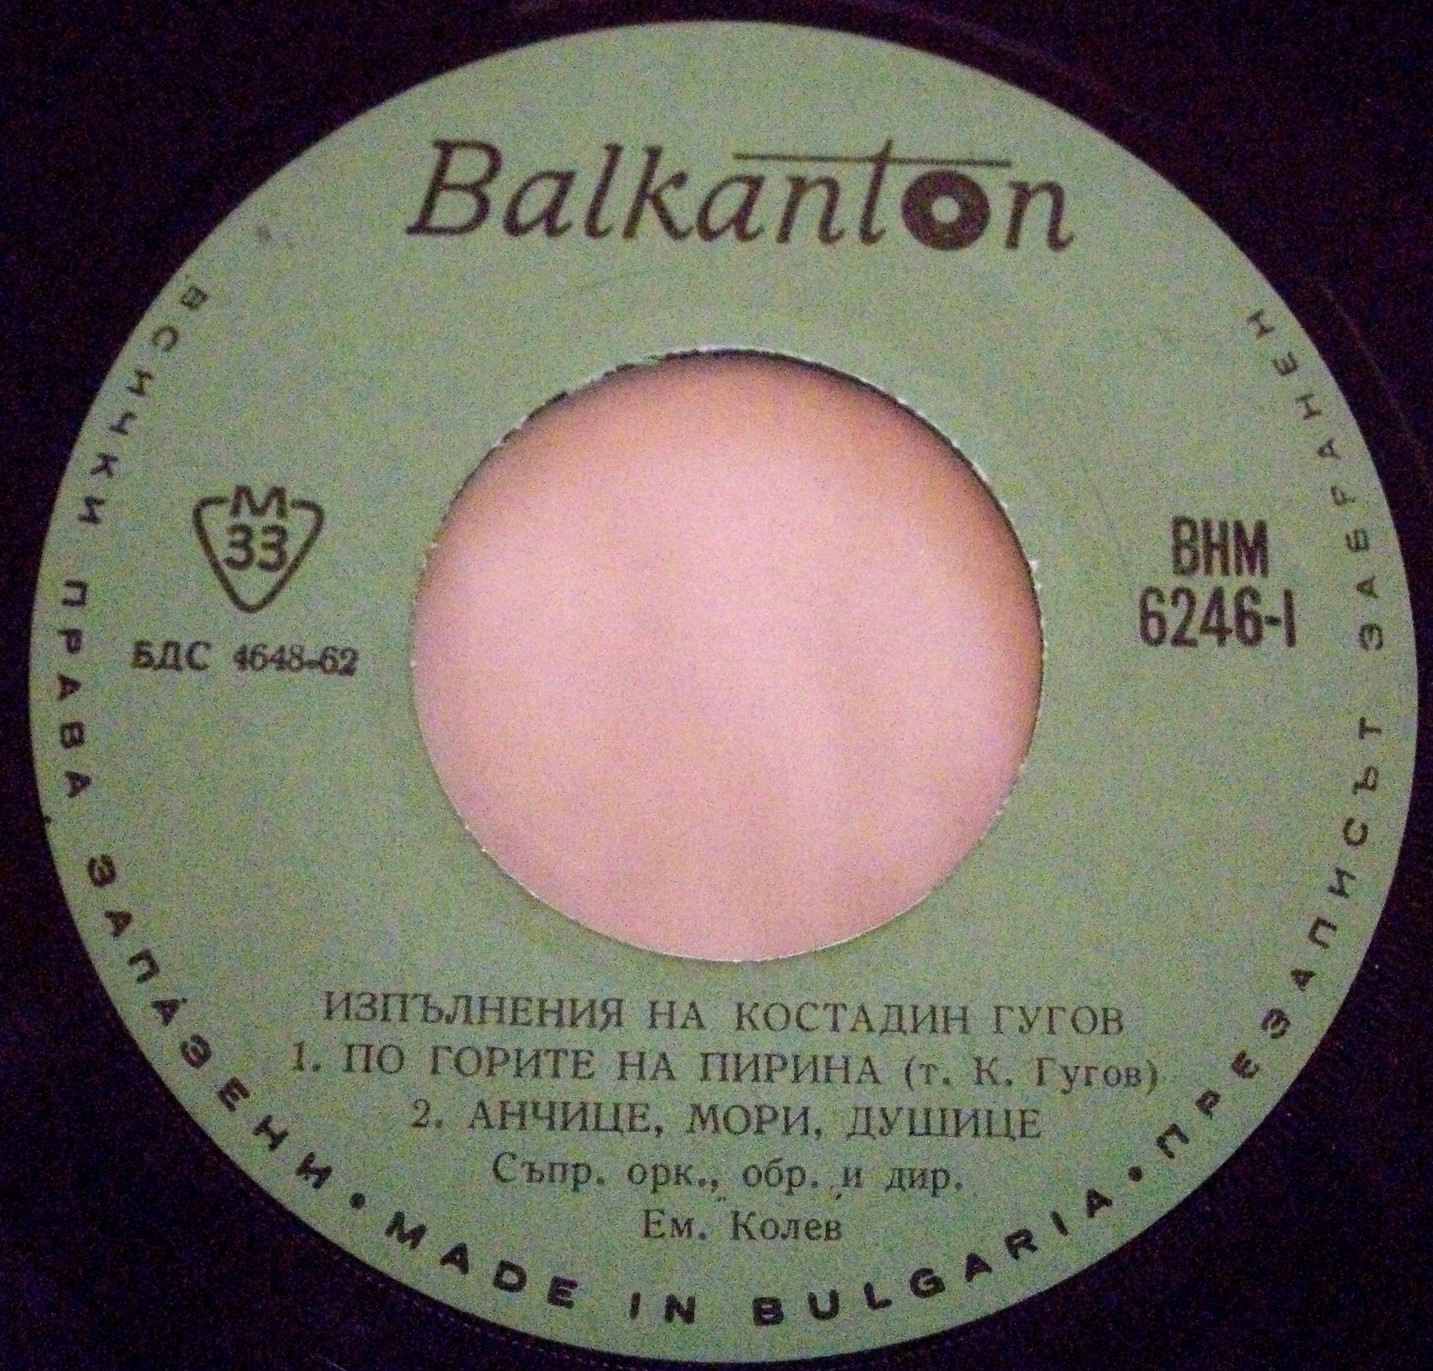 Balkanton
ВСИЧКИ ПРАВА ЗАПАЗЕНИ • MADE IN BULGARIA • ПРЕЗАПИСЪТ ЗАБРАНЕН
М
33
БДС 4648-62
ВНМ
6246-I
ИЗПЪЛНЕНИЯ НА КОСТАДИН ГУГОВ
1. ПО ГОРИТЕ НА ПИРИНА (т. К. Гугов)
2. АНЧИЦЕ, МОРИ, ДУШИЦЕ
Съпр. орк., обр. и дир.
Ем. Колев